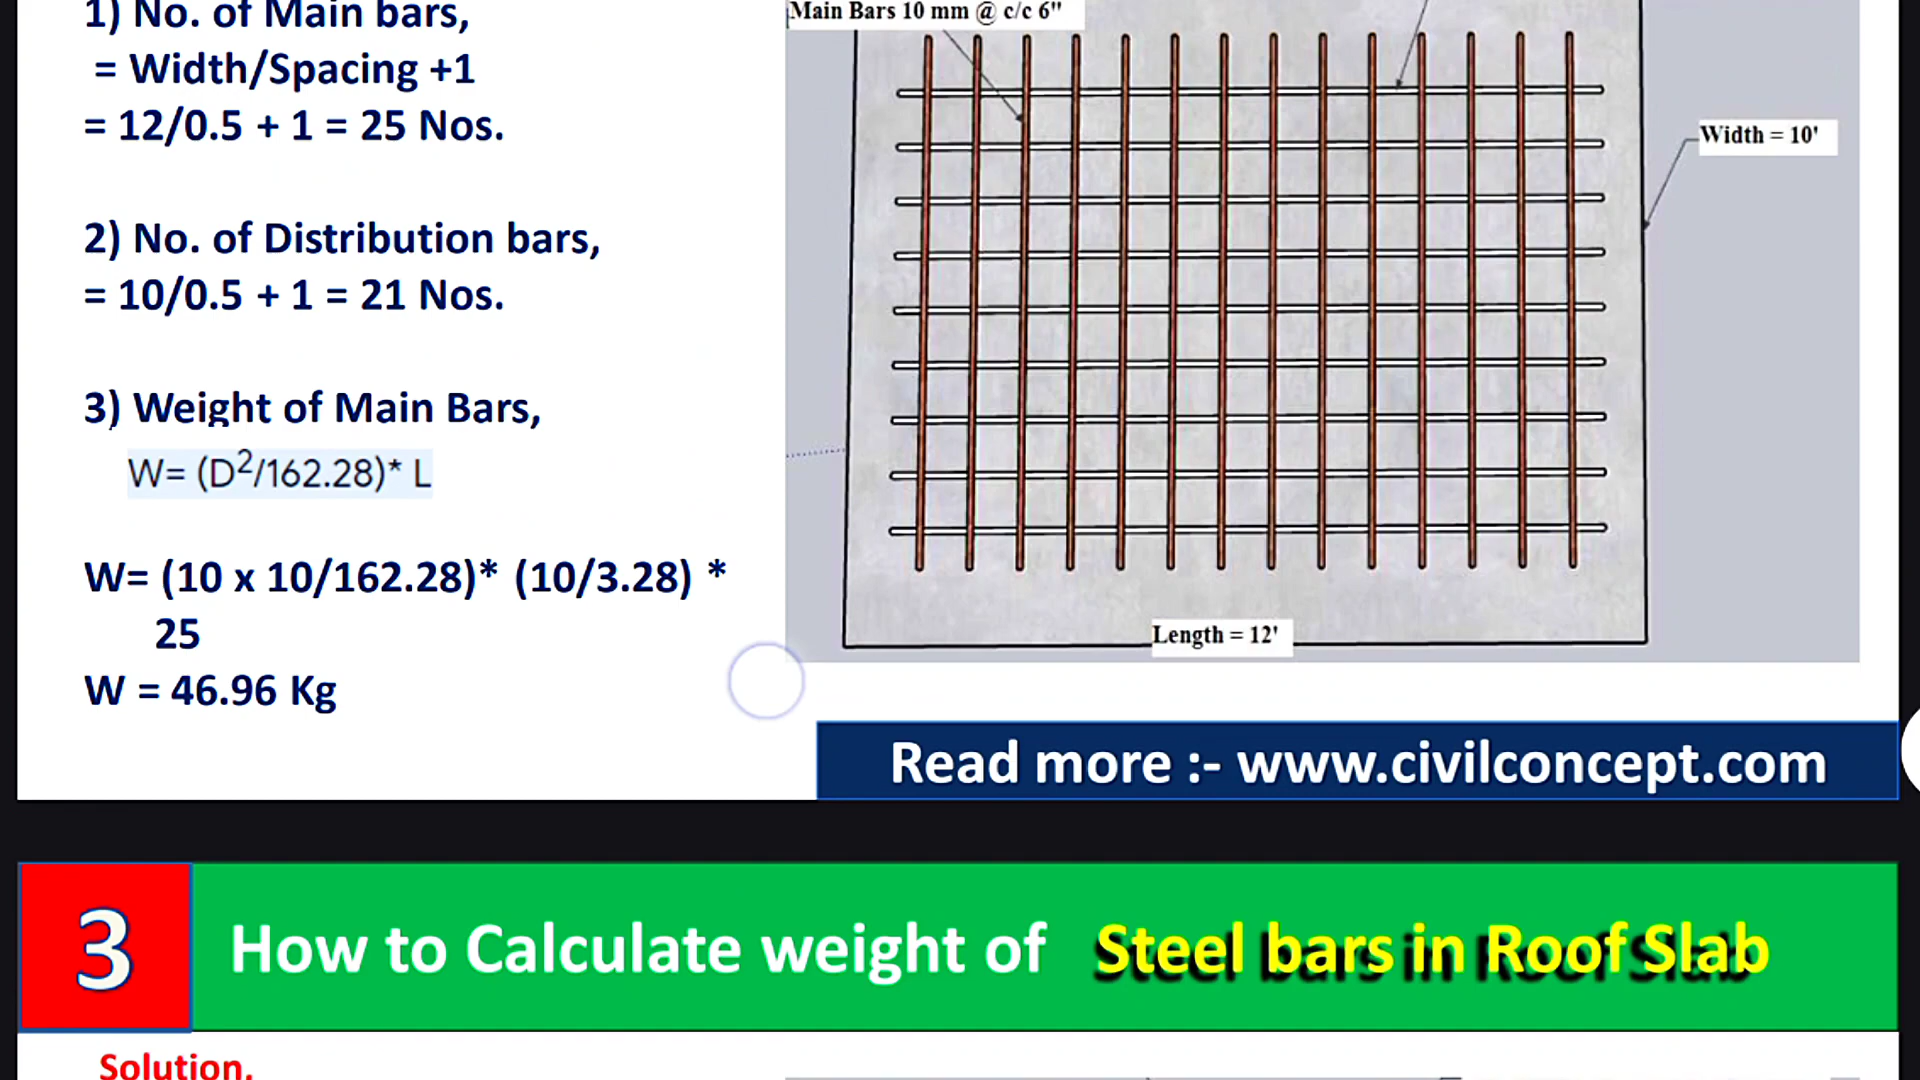 1) No. of Main bars,
= Width/Spacing +1
= 12/0.5 + 1 = 25 Nos.
2) No. of Distribution bars,
= 10/0.5 + 1 = 21 Nos.
3) Weight of Main Bars,
W= (D²/162.28)* L
W= (10 x 10/162.28)* (10/3.28) *
25
W = 46.96 Kg
Main Bars 10 mm @ c/c 6"
Width = 10'
Length = 12'
Read more :- www.civilconcept.com
3
How to Calculate weight of Steel bars in Roof Slab
Solution.